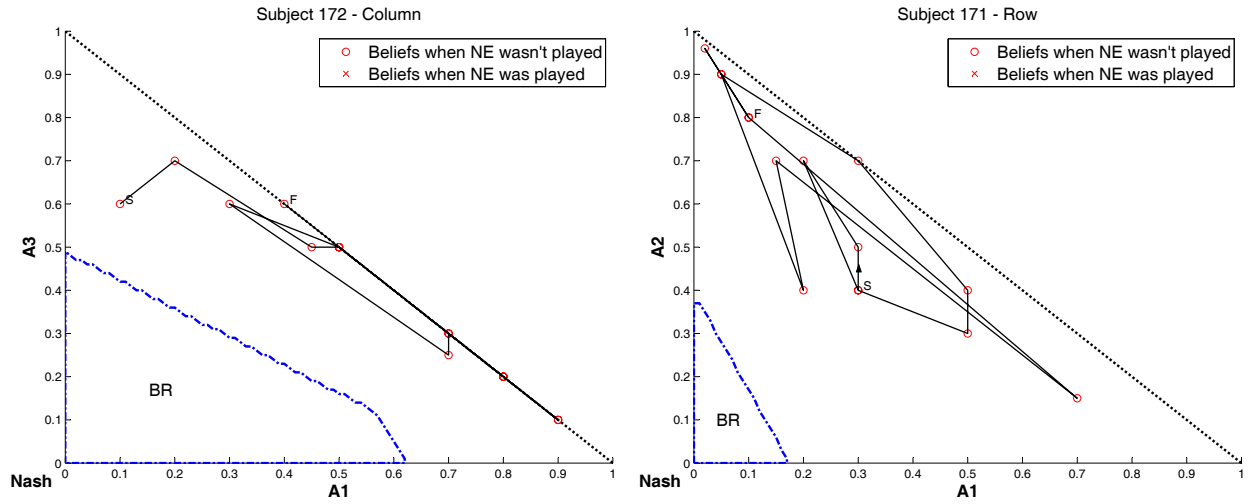 Subject 172 - Column
Beliefs when NE wasn't played
Beliefs when NE was played
1
0.9
0.8
0.7
0.6
0.5
0.4
0.3
0.2
0.1
0
A3
S
F
BR
0 0.1 0.2 0.3 0.4 0.5 0.6 0.7 0.8 0.9 1
Nash
A1
Subject 171 - Row
Beliefs when NE wasn't played
Beliefs when NE was played
1
0.9
0.8
0.7
0.6
0.5
0.4
0.3
0.2
0.1
0
A2
F
S
BR
0 0.1 0.2 0.3 0.4 0.5 0.6 0.7 0.8 0.9 1
Nash
A1